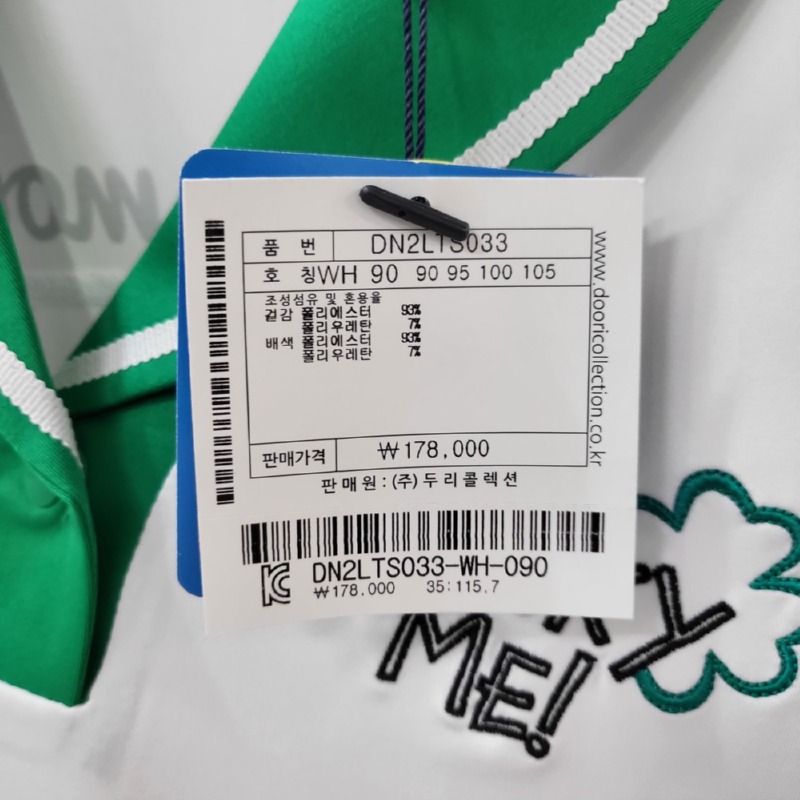 품 번 DN2LTS033
호 칭 WH 90 90 95 100 105
조성섬유 및 혼용율
겉감 폴리에스터 93%
폴리우레탄 7%
배색 폴리에스터 93%
폴리우레탄 7%
판매가격 ₩178,000
판매원:(주)두리콜렉션
www.dooricollection.co.kr
DN2LTS033-WH-090
₩178.000 35:115.7
ME!